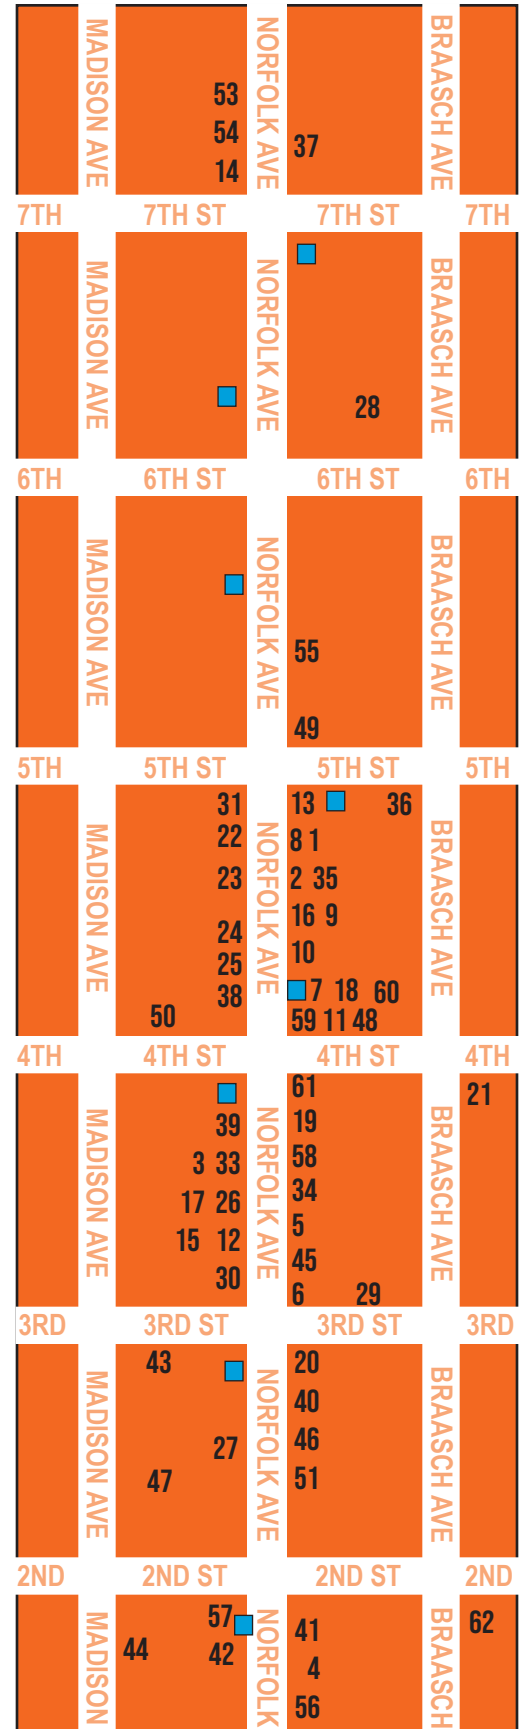 MADISON AVE
NORFOLK AVE
BRAASCH AVE
53
54
37
14
7TH 7TH ST 7TH ST 7TH
MADISON AVE
NORFOLK AVE
BRAASCH AVE
28
6TH 6TH ST 6TH ST 6TH
MADISON AVE
NORFOLK AVE
BRAASCH AVE
55
49
5TH 5TH ST 5TH ST 5TH
MADISON AVE
NORFOLK AVE
BRAASCH AVE
31 13 36
22 8 1
23 2 35
24 16 9
25 10
38 7 18 60
50 59 11 48
4TH 4TH ST 4TH ST 4TH
MADISON AVE
NORFOLK AVE
BRAASCH AVE
61 21
39 19
3 33 58
17 26 34
15 12 5
30 45
6 29
3RD 3RD ST 3RD ST 3RD
MADISON AVE
NORFOLK AVE
BRAASCH AVE
43 20
40
27 46
47 51
2ND 2ND ST 2ND ST 2ND
MADISON
NORFOLK
BRAASCH
57 41 62
44 42 4
56